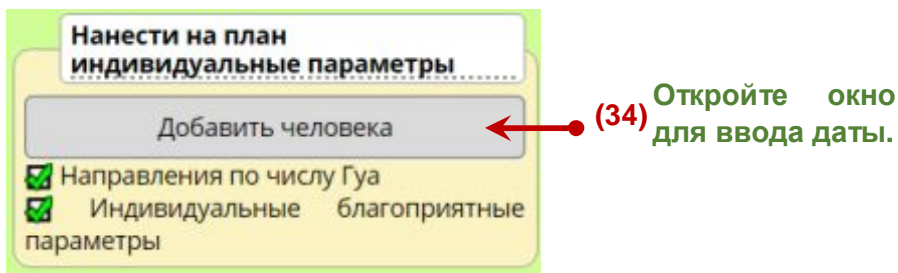 Нанести на план
индивидуальные параметры
Добавить человека
Направления по числу Гуа
Индивидуальные благоприятные
параметры
(34)
Откройте окно
для ввода даты.